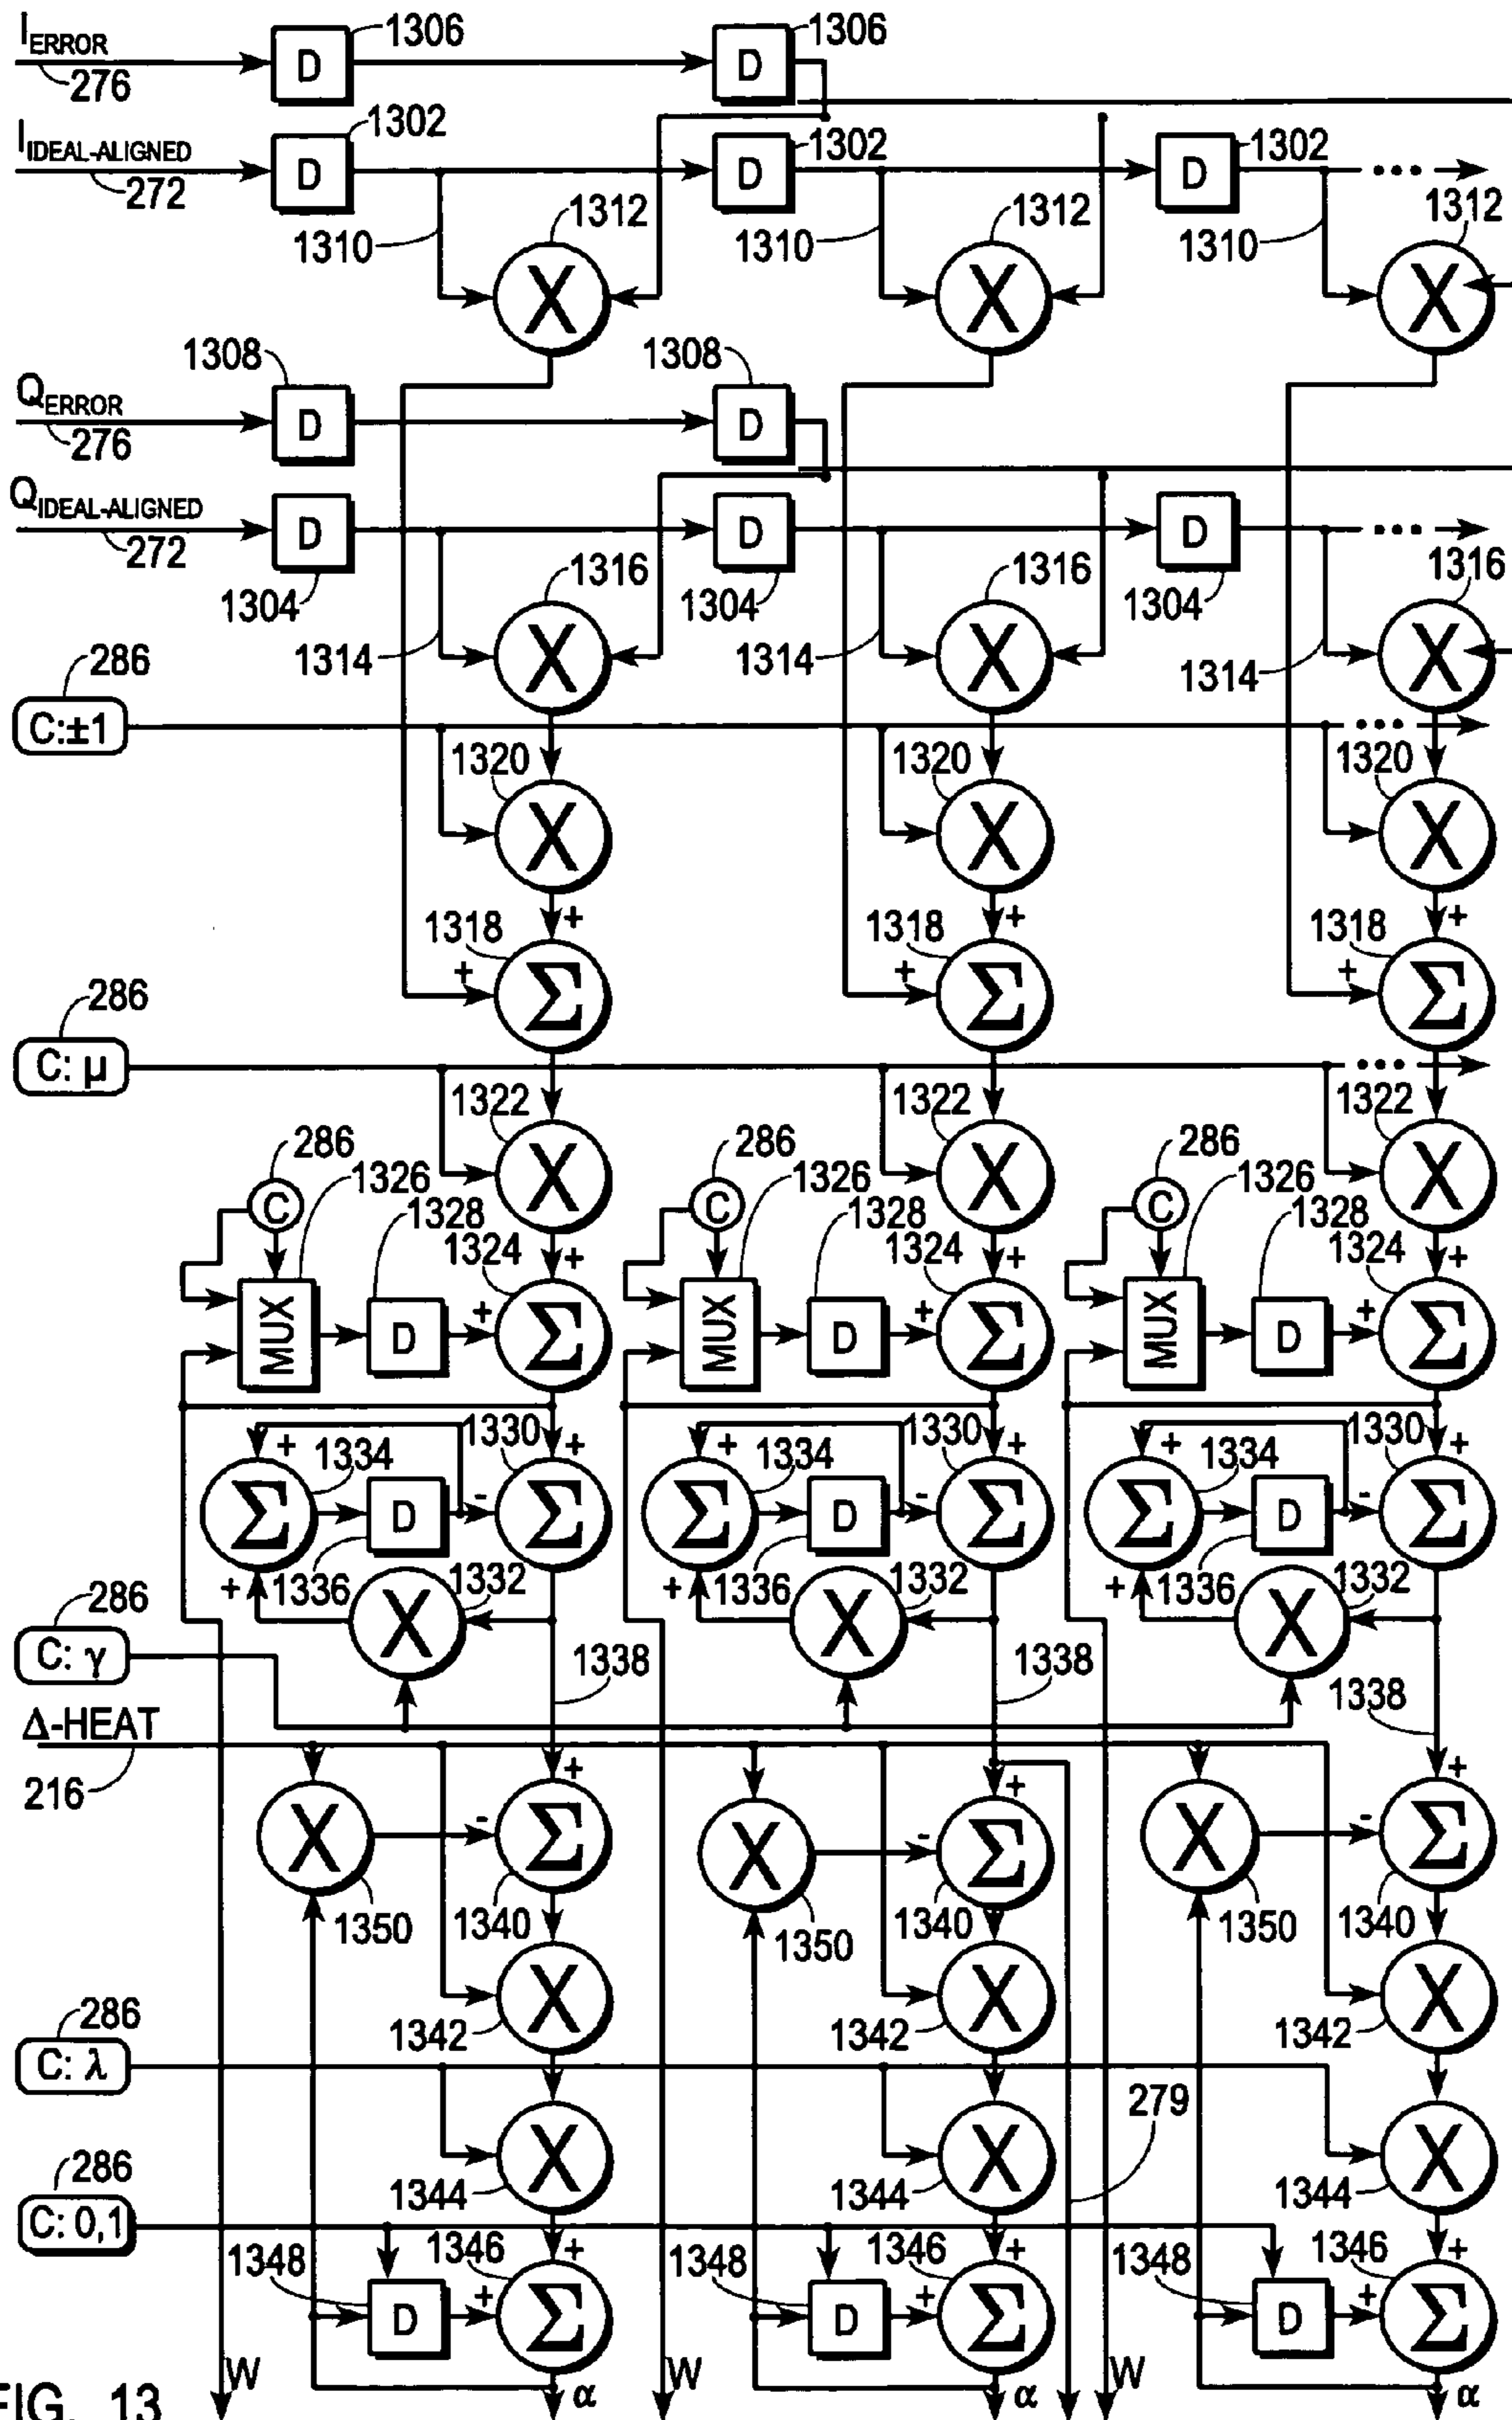 I_ERROR
1306
1306
D
D
276
I_IDEAL-ALIGNED
1302
1302
1302
D
D
D
...
272
1312
1312
1312
1310
1310
1310
X
X
X
1308
1308
Q_ERROR
D
D
276
Q_IDEAL-ALIGNED
D
D
D
...
272
1316
1316
1316
1304
1304
1304
1314
1314
1314
X
X
X
286
C:±1
...
1320
1320
1320
X
X
X
+
+
+
1318
1318
1318
+
+
+
Σ
Σ
Σ
286
C: μ
...
1322
1322
1322
286
286
286
1326
1326
1326
X
X
X
C
C
C
1328
1328
1328
1324
1324
1324
+
+
+
MUX
D
+
Σ
MUX
D
+
Σ
MUX
D
+
Σ
1330
1330
1330
+
1334
+
+
1334
+
+
1334
+
Σ
D
-
Σ
Σ
D
-
Σ
Σ
D
-
Σ
+
1336
1332
+
1336
1332
+
1336
1332
286
X
X
X
C: γ
1338
1338
1338
Δ-HEAT
216
+
+
+
X
-
Σ
X
-
Σ
X
-
Σ
1350
1340
1350
1340
1350
1340
X
X
X
286
1342
1342
1342
C: λ
279
X
X
X
286
1344
1344
1344
C: 0,1
1348
1346
+
1348
1346
+
1348
1346
+
D
+
Σ
D
+
Σ
D
+
Σ
W
α
W
α
W
α
FIG. 13